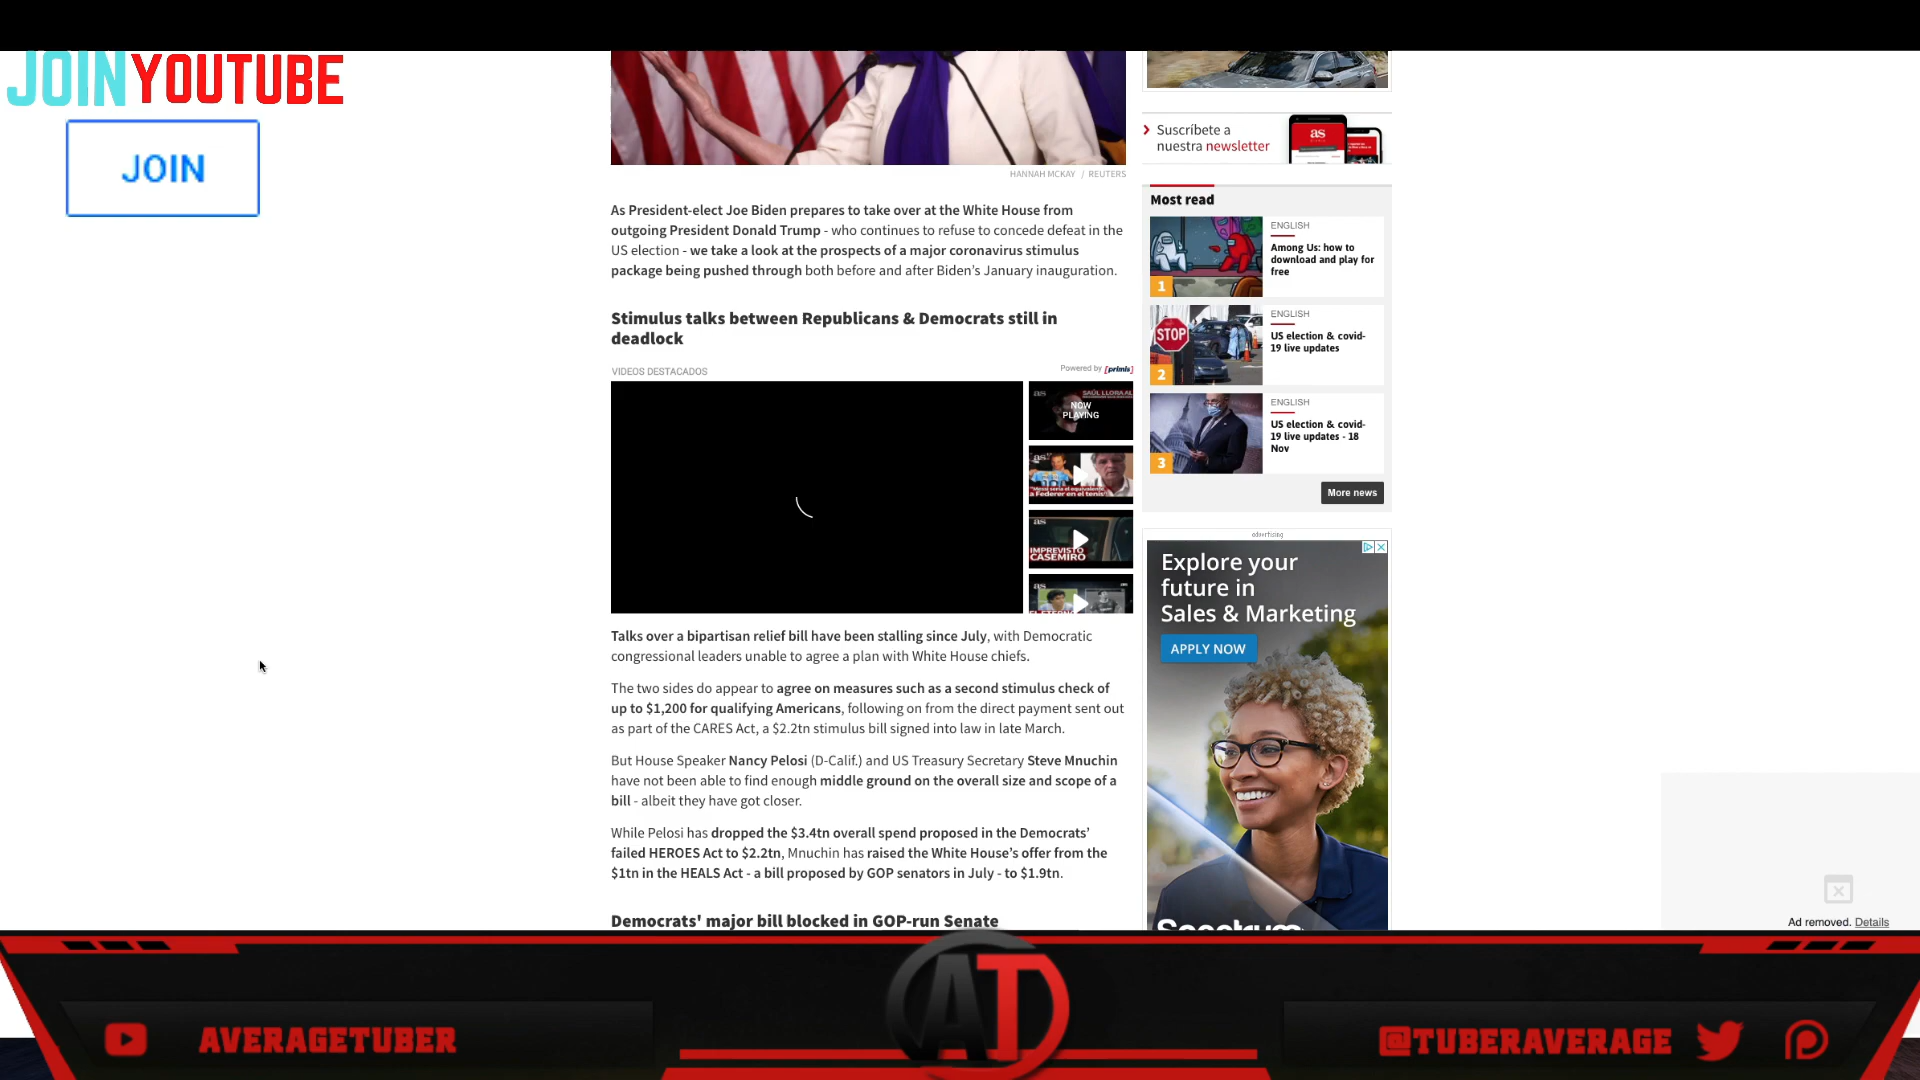 JOIN YOUTUBE
JOIN
HANNAH MCKAY / REUTERS
As President-elect Joe Biden prepares to take over at the White House from
outgoing President Donald Trump - who continues to refuse to concede defeat in the
US election - we take a look at the prospects of a major coronavirus stimulus
package being pushed through both before and after Biden's January inauguration.
Stimulus talks between Republicans & Democrats still in
deadlock
VIDEOS DESTACADOS
Powered by [primis]
as
NOW
PLAYING
a Federer en el tenis
as
IMPREVISTO
CASEMIRO
as
Talks over a bipartisan relief bill have been stalling since July, with Democratic
congressional leaders unable to agree a plan with White House chiefs.
The two sides do appear to agree on measures such as a second stimulus check of
up to $1,200 for qualifying Americans, following on from the direct payment sent out
as part of the CARES Act, a $2.2tn stimulus bill signed into law in late March.
But House Speaker Nancy Pelosi (D-Calif.) and US Treasury Secretary Steve Mnuchin
have not been able to find enough middle ground on the overall size and scope of a
bill - albeit they have got closer.
While Pelosi has dropped the $3.4tn overall spend proposed in the Democrats'
failed HEROES Act to $2.2tn, Mnuchin has raised the White House's offer from the
$1tn in the HEALS Act - a bill proposed by GOP senators in July - to $1.9tn.
Democrats' major bill blocked in GOP-run Senate
Suscríbete a
nuestra newsletter
as
Most read
ENGLISH
Among Us: how to
download and play for
free
1
ENGLISH
US election & covid-
19 live updates
STOP
2
ENGLISH
US election & covid-
19 live updates - 18
Nov
3
More news
advertising
Explore your
future in
Sales & Marketing
APPLY NOW
Spectrum
Ad removed. Details
AVERAGETUBER
AT
@TUBERAVERAGE